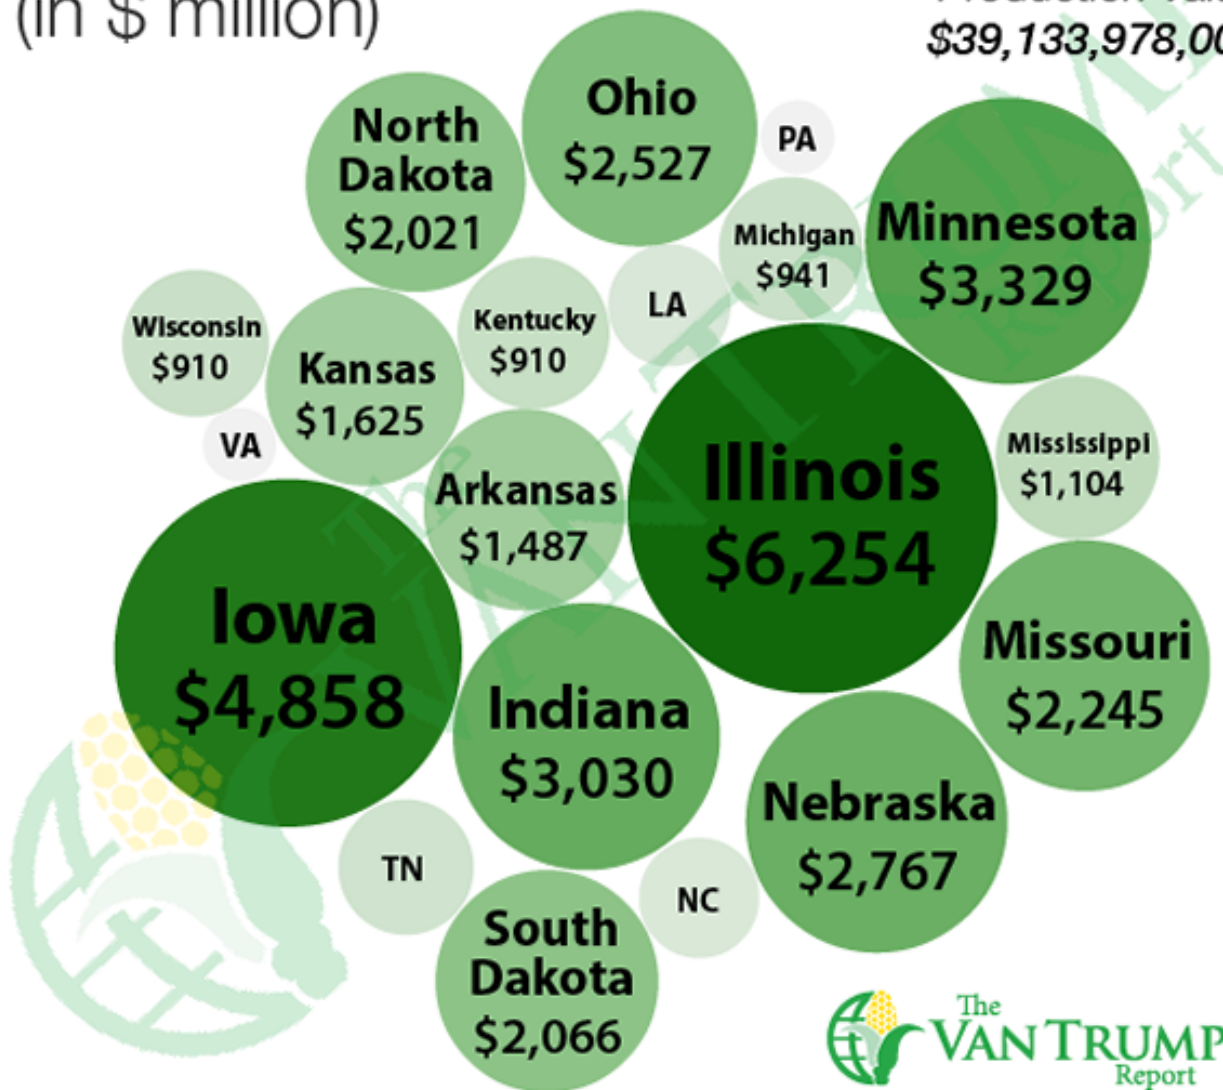 (in $ million)
$39,133,978,00
North
Dakota
$2,021
Ohio
$2,527
PA
Michigan
$941
Minnesota
$3,329
Wisconsin
$910
Kansas
$1,625
Kentucky
$910
LA
VA
Arkansas
$1,487
Illinois
$6,254
Mississippi
$1,104
Iowa
$4,858
Indiana
$3,030
Missouri
$2,245
Nebraska
$2,767
TN
NC
South
Dakota
$2,066
The
VAN TRUMP
Report